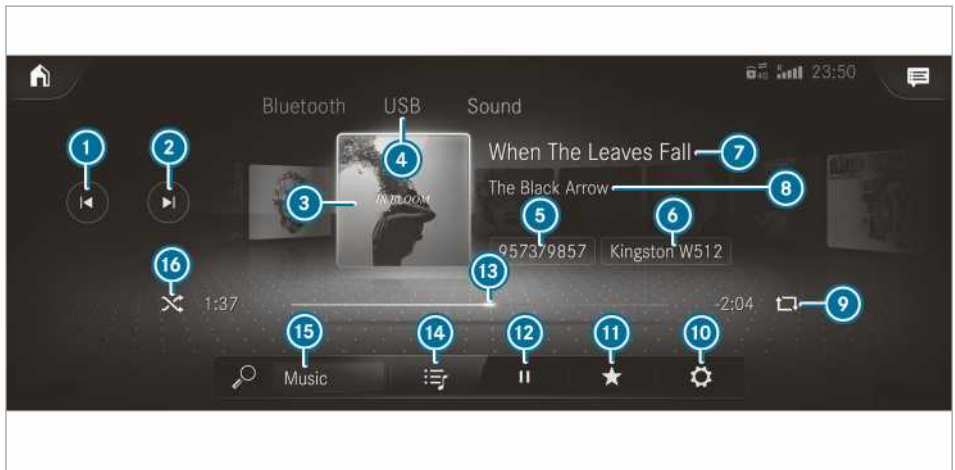 4G 23:50
Bluetooth USB Sound
1 2 4
When The Leaves Fall 7
The Black Arrow 8
3 IN BLOOM
5 6
957379857 Kingston W512
16 13
1:37 -2:04 9
15 14 12 11 10
Music